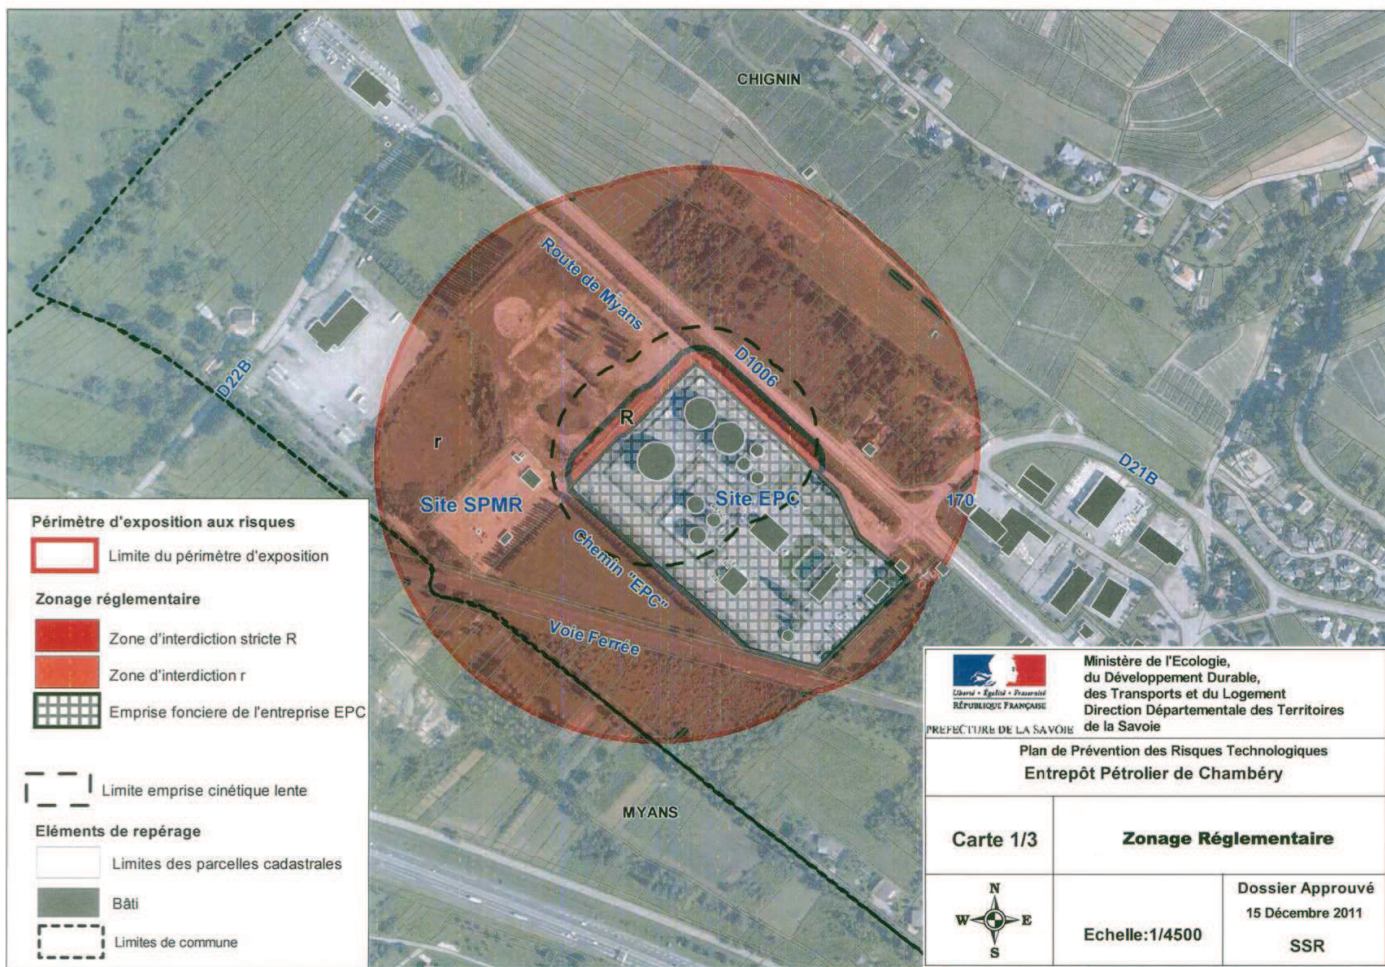 CHIGNIN
Route de Myans
D1006
D22B
R
r
Site SPMR
Site EPC
170
D21B
Chemin "EPC"
Voie Ferrée
MYANS
Périmètre d'exposition aux risques
Limite du périmètre d'exposition
Zonage réglementaire
Zone d'interdiction stricte R
Zone d'interdiction r
Emprise fonciere de l'entreprise EPC
Limite emprise cinétique lente
Eléments de repérage
Limites des parcelles cadastrales
Bâti
Limites de commune
Liberté • Égalité • Fraternité
RÉPUBLIQUE FRANÇAISE
PREFECTURE DE LA SAVOIE
Ministère de l'Ecologie,
du Développement Durable,
des Transports et du Logement
Direction Départementale des Territoires
de la Savoie
Plan de Prévention des Risques Technologiques
Entrepôt Pétrolier de Chambéry
Carte 1/3
Zonage Réglementaire
N
W
E
S
Echelle:1/4500
Dossier Approuvé
15 Décembre 2011
SSR